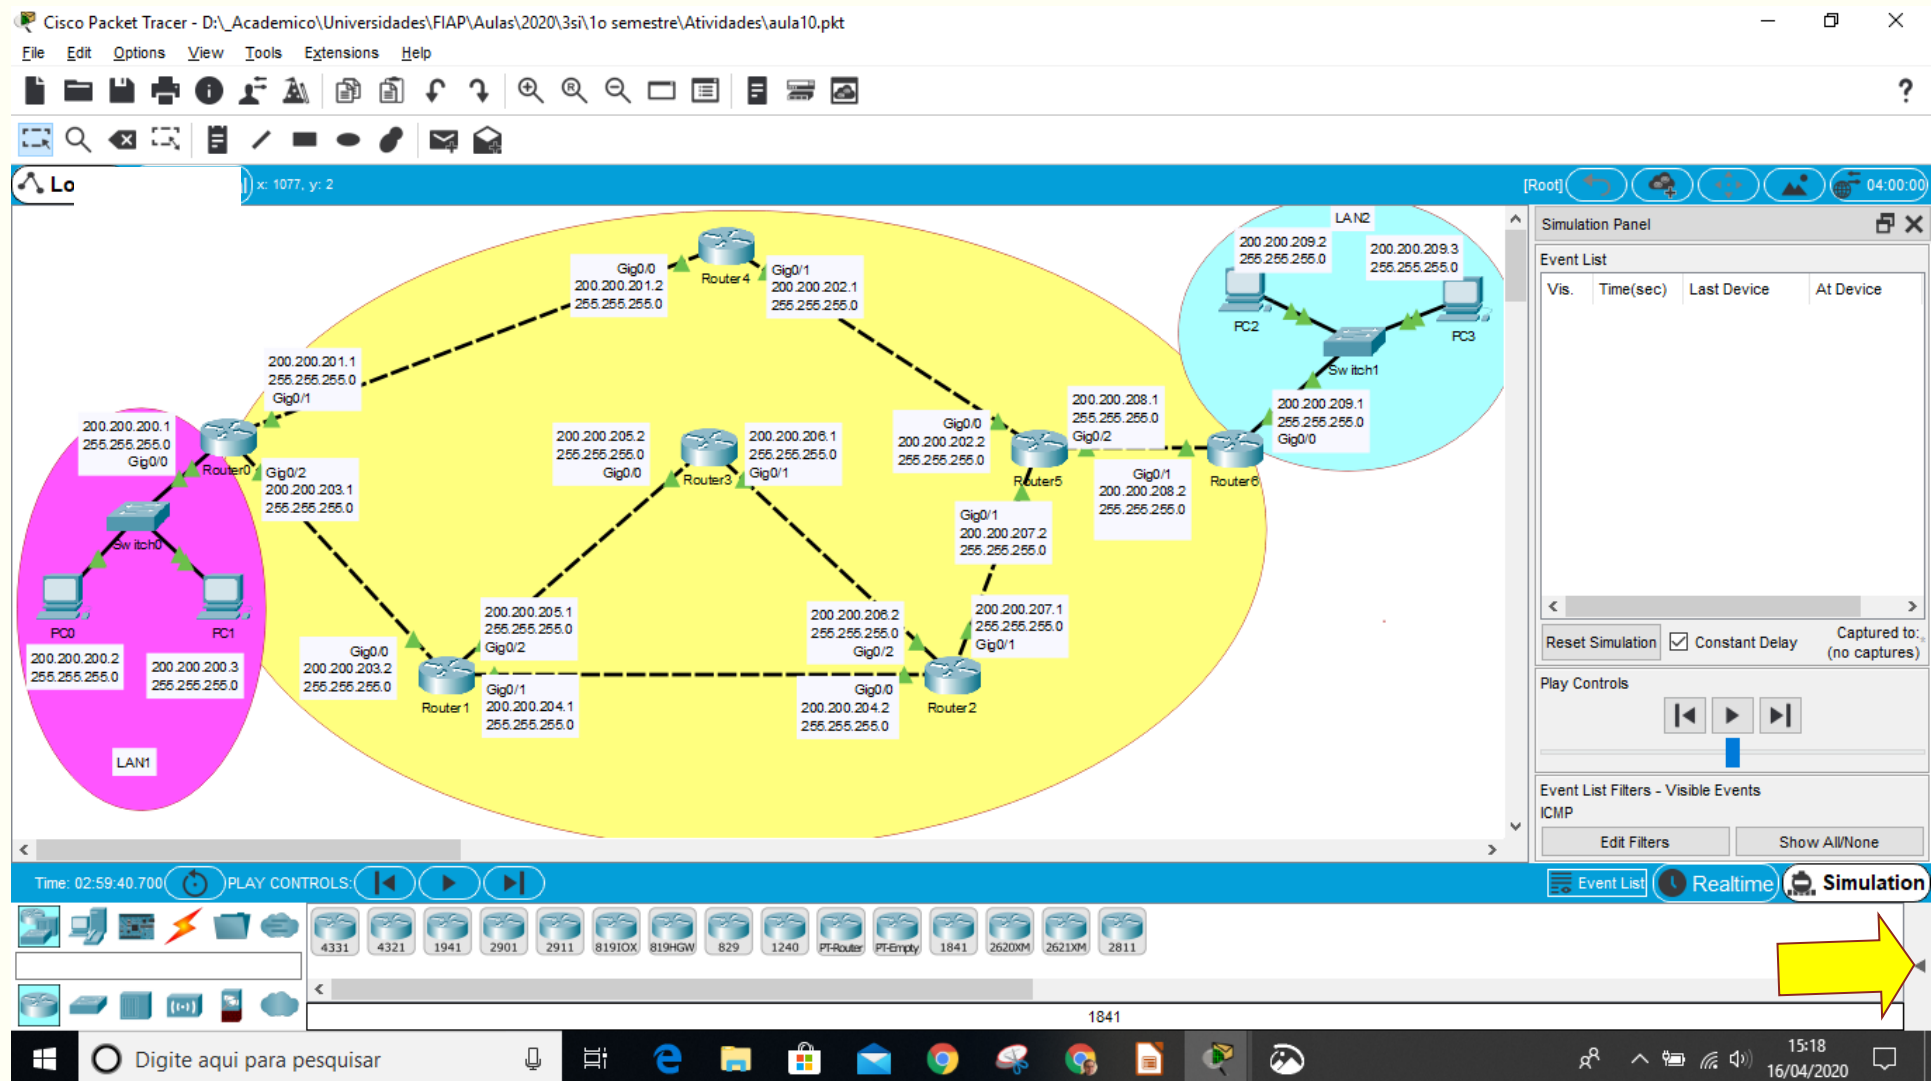 Cisco Packet Tracer - D:\_Academico\Universidades\FIAP\Aulas\2020\3si\1o semestre\Atividades\aula10.pkt
File Edit Options View Tools Extensions Help
?
Lo
x: 1077, y: 2
[Root]
04:00:00
Simulation Panel
Event List
Vis. Time(sec) Last Device At Device
LAN2
200.200.209.2
255.255.255.0
200.200.209.3
255.255.255.0
PC2
PC3
Switch1
Gig0/0
200.200.201.2
255.255.255.0
Router4
Gig0/1
200.200.202.1
255.255.255.0
200.200.201.1
255.255.255.0
Gig0/1
200.200.200.1
255.255.255.0
Gig0/0
Router0
Gig0/2
200.200.203.1
255.255.255.0
200.200.205.2
255.255.255.0
Gig0/0
Router3
200.200.206.1
255.255.255.0
Gig0/1
Gig0/0
200.200.202.2
255.255.255.0
Router5
200.200.208.1
255.255.255.0
Gig0/2
Gig0/1
200.200.208.2
255.255.255.0
Router6
200.200.209.1
255.255.255.0
Gig0/0
Gig0/1
200.200.207.2
255.255.255.0
Switch0
PC0
PC1
200.200.200.2
255.255.255.0
200.200.200.3
255.255.255.0
LAN1
Gig0/0
200.200.203.2
255.255.255.0
200.200.205.1
255.255.255.0
Gig0/2
Router1
Gig0/1
200.200.204.1
255.255.255.0
200.200.206.2
255.255.255.0
Gig0/2
200.200.207.1
255.255.255.0
Gig0/1
Gig0/0
200.200.204.2
255.255.255.0
Router2
Reset Simulation Constant Delay Captured to:
(no captures)
Play Controls
Event List Filters - Visible Events
ICMP
Edit Filters Show All/None
Time: 02:59:40.700 PLAY CONTROLS:
Event List Realtime Simulation
4331 4321 1941 2901 2911 819IOX 819HGW 829 1240 PT-Router PT-Empty 1841 2620XM 2621XM 2811
1841
Digite aqui para pesquisar
15:18
16/04/2020